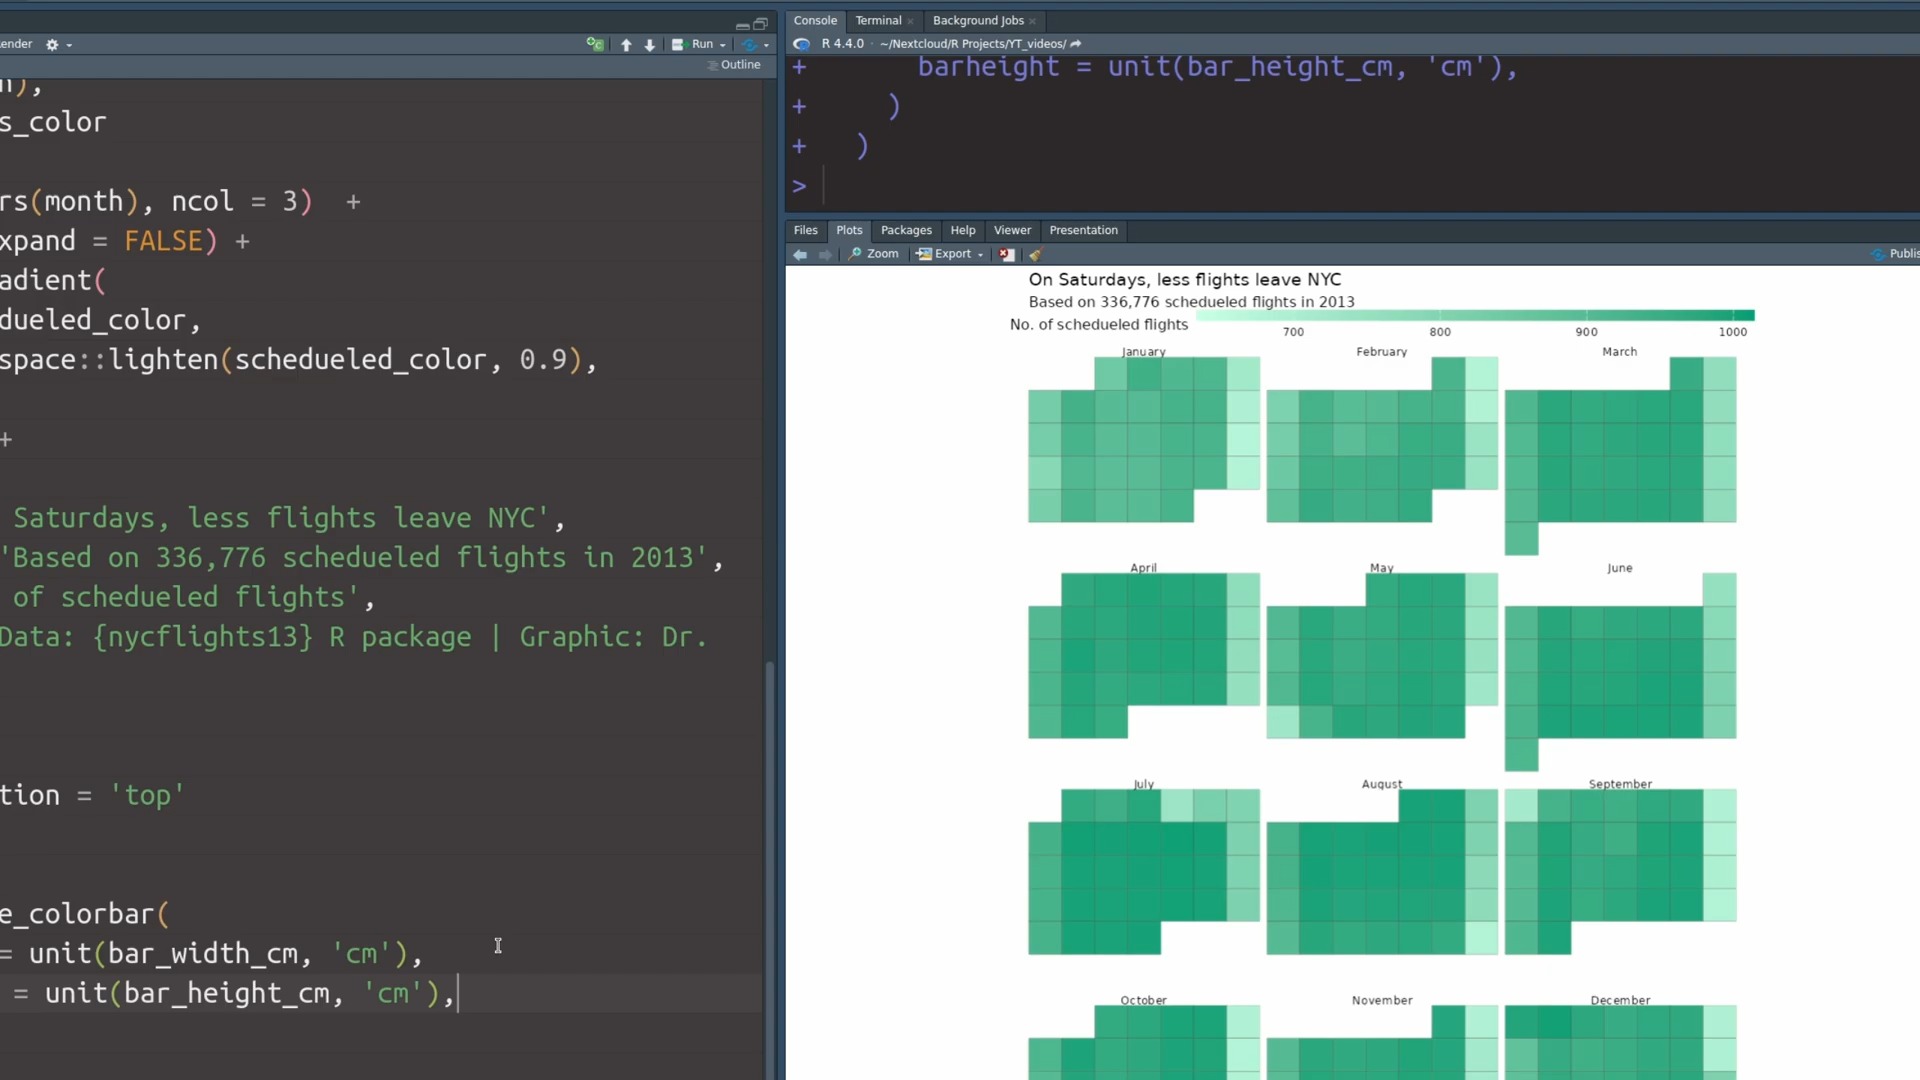 ender
Run
Outline
n),
s_color
rs(month), ncol = 3) +
xpand = FALSE) +
adient(
dueled_color,
space::lighten(schedueled_color, 0.9),
+
Saturdays, less flights leave NYC',
'Based on 336,776 schedueled flights in 2013',
of schedueled flights',
Data: {nycflights13} R package | Graphic: Dr.
tion = 'top'
e_colorbar(
= unit(bar_width_cm, 'cm'),
= unit(bar_height_cm, 'cm'),
Console Terminal × Background Jobs ×
R 4.4.0 · ~/Nextcloud/R Projects/YT_videos/
+ barheight = unit(bar_height_cm, 'cm'),
+ )
+ )
>
Files Plots Packages Help Viewer Presentation
Zoom Export Publis
On Saturdays, less flights leave NYC
Based on 336,776 schedueled flights in 2013
No. of schedueled flights
700 800 900 1000
January February March
April May June
July August September
October November December